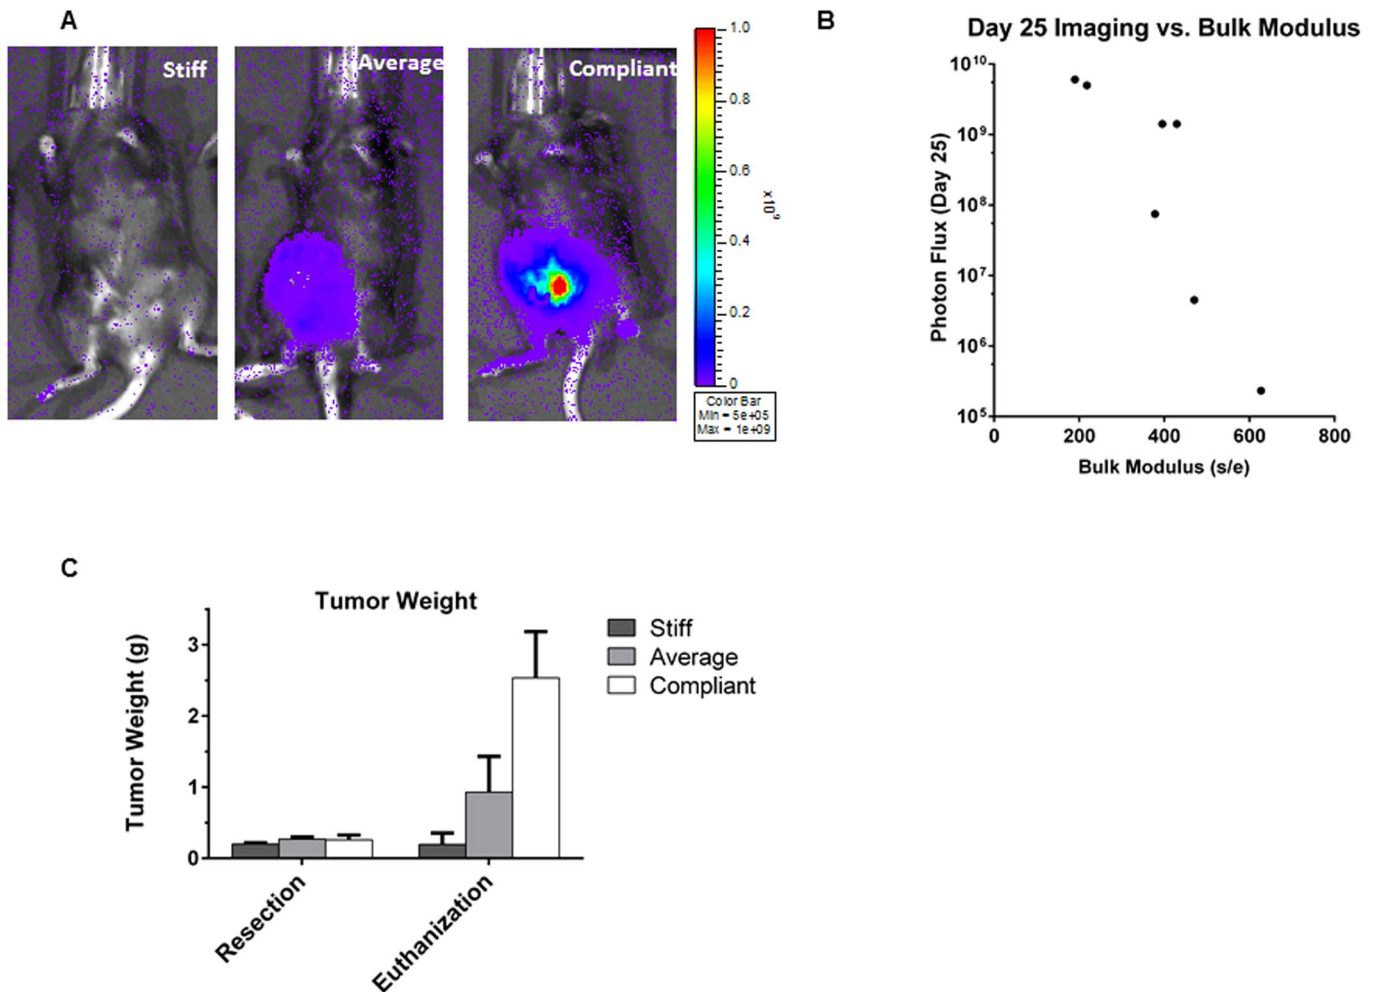 A
Stiff
Average
Compliant
1.0
0.8
0.6
0.4
0.2
0
x10⁹
Color Bar
Min = 5e+05
Max = 1e+09
B
Day 25 Imaging vs. Bulk Modulus
Photon Flux (Day 25)
10¹⁰
10⁹
10⁸
10⁷
10⁶
10⁵
0 200 400 600 800
Bulk Modulus (s/e)
C
Tumor Weight
Tumor Weight (g)
3
2
1
0
Stiff
Average
Compliant
Resection
Euthanization